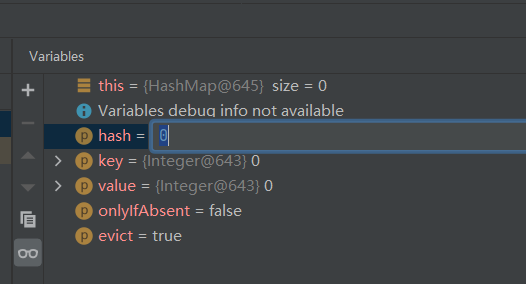 Variables
this = {HashMap@645} size = 0
Variables debug info not available
hash = 0
key = {Integer@643} 0
value = {Integer@643} 0
onlyIfAbsent = false
evict = true